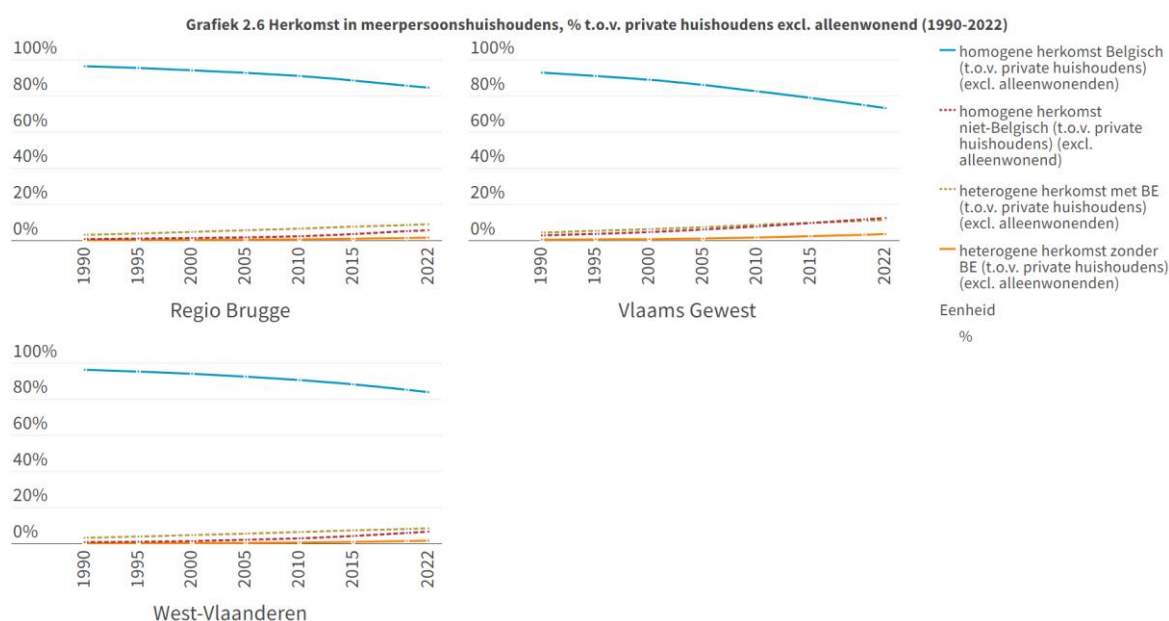 Grafiek 2.6 Herkomst in meerpersoonshuishoudens, % t.o.v. private huishoudens excl. alleenwonend (1990-2022)
100%
80%
60%
40%
20%
0%
1990
1995
2000
2005
2010
2015
2022
Regio Brugge
100%
80%
60%
40%
20%
0%
1990
1995
2000
2005
2010
2015
2022
Vlaams Gewest
homogene herkomst Belgisch
(t.o.v. private huishoudens)
(excl. alleenwonenden)
homogene herkomst
niet-Belgisch (t.o.v. private
huishoudens) (excl.
alleenwonend)
heterogene herkomst met BE
(t.o.v. private huishoudens)
(excl. alleenwonenden)
heterogene herkomst zonder
BE (t.o.v. private huishoudens)
(excl. alleenwonenden)
Eenheid
%
100%
80%
60%
40%
20%
0%
1990
1995
2000
2005
2010
2015
2022
West-Vlaanderen